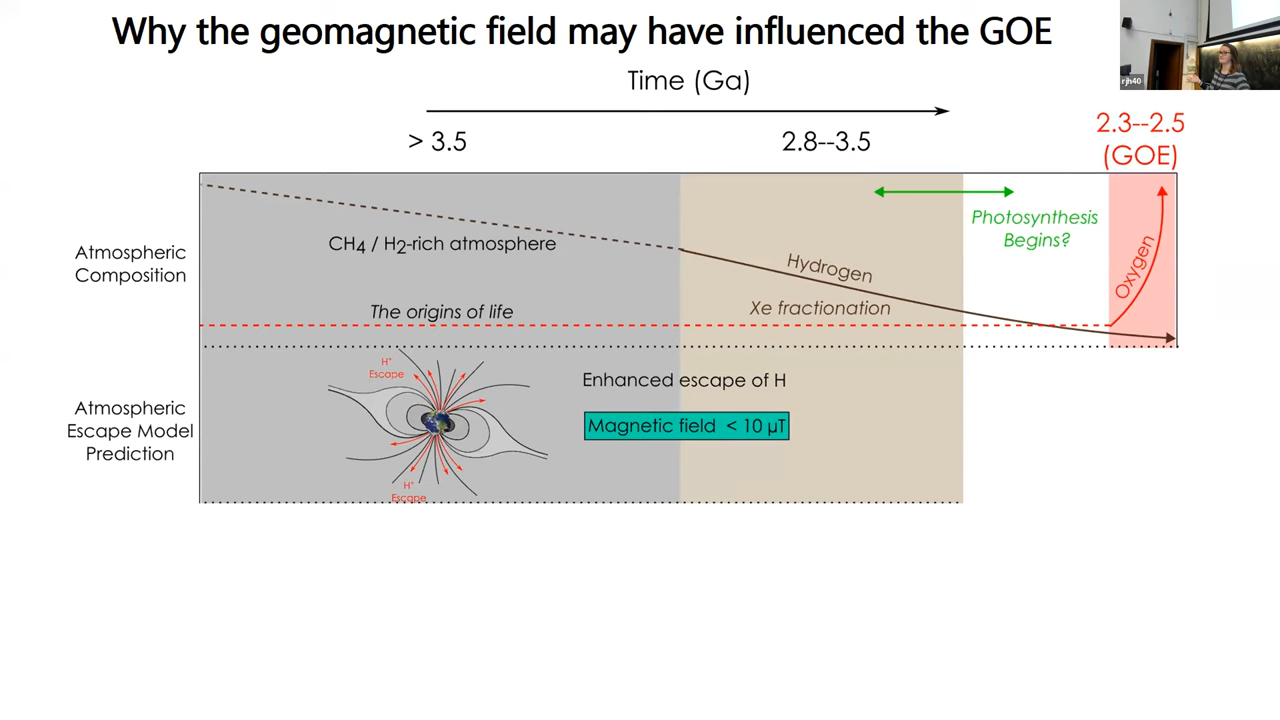 Why the geomagnetic field may have influenced the GOE
rjh40
Time (Ga)
> 3.5
2.8--3.5
2.3--2.5
(GOE)
Atmospheric
Composition
CH4 / H2-rich atmosphere
Hydrogen
Photosynthesis
Begins?
Oxygen
The origins of life
Xe fractionation
Atmospheric
Escape Model
Prediction
H+
Escape
H+
Escape
Enhanced escape of H
Magnetic field < 10 µT